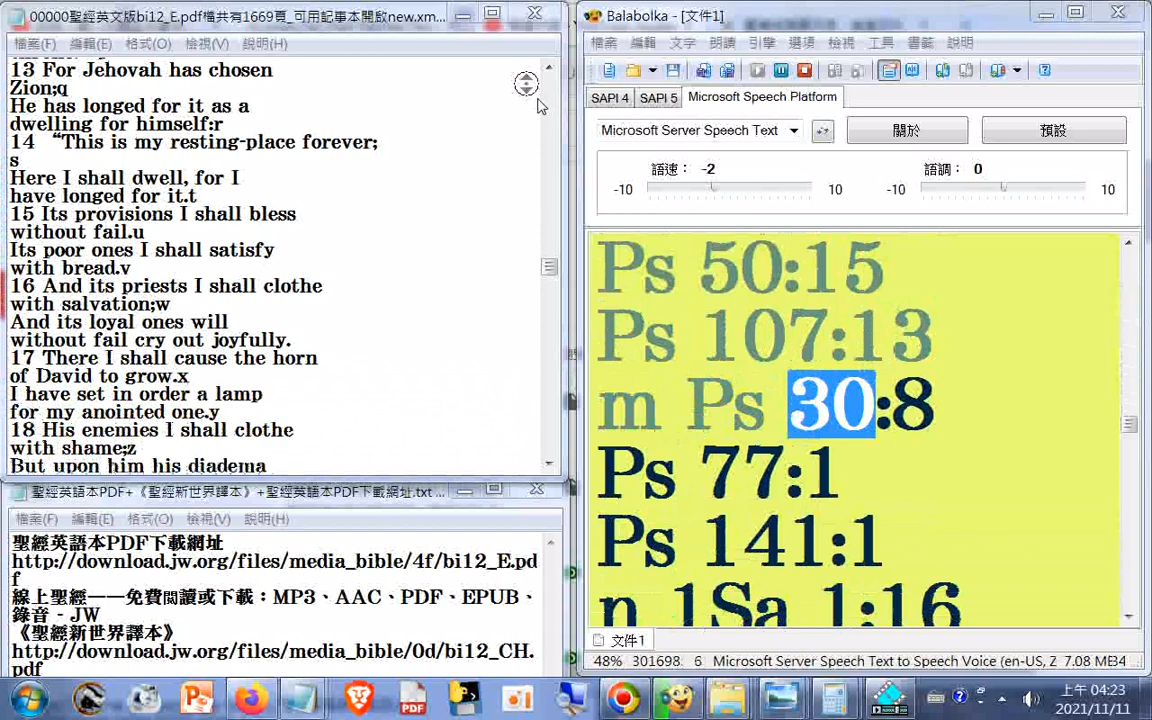 00000聖經英文版bi12_E.pdf檔共有1669頁_可用記事本開啟new.xm...
檔案(F) 編輯(E) 格式(O) 檢視(V) 說明(H)
13 For Jehovah has chosen
Zion;q
He has longed for it as a
dwelling for himself:r
14 “This is my resting-place forever;
s
Here I shall dwell, for I
have longed for it.t
15 Its provisions I shall bless
without fail.u
Its poor ones I shall satisfy
with bread.v
16 And its priests I shall clothe
with salvation;w
And its loyal ones will
without fail cry out joyfully.
17 There I shall cause the horn
of David to grow.x
I have set in order a lamp
for my anointed one.y
18 His enemies I shall clothe
with shame;z
But upon him his diadema
聖經英語本PDF+《聖經新世界譯本》+聖經英語本PDF下載網址.txt ...
檔案(F) 編輯(E) 格式(O) 檢視(V) 說明(H)
聖經英語本PDF下載網址
http://download.jw.org/files/media_bible/4f/bi12_E.pd
f
線上聖經——免費閱讀或下載：MP3、AAC、PDF、EPUB、
錄音 - JW
《聖經新世界譯本》
http://download.jw.org/files/media_bible/0d/bi12_CH.
pdf
Balabolka - [文件1]
檔案 編輯 文字 朗讀 引擎 選項 檢視 工具 書籤 說明
SAPI 4 SAPI 5 Microsoft Speech Platform
Microsoft Server Speech Text 關於 預設
語速： -2 語調： 0
-10 10 -10 10
Ps 50:15
Ps 107:13
m Ps 30:8
Ps 77:1
Ps 141:1
n 1Sa 1:16
文件1
48% 301698 6 Microsoft Server Speech Text to Speech Voice (en-US, Z 7.08 MB34
上午 04:23
2021/11/11